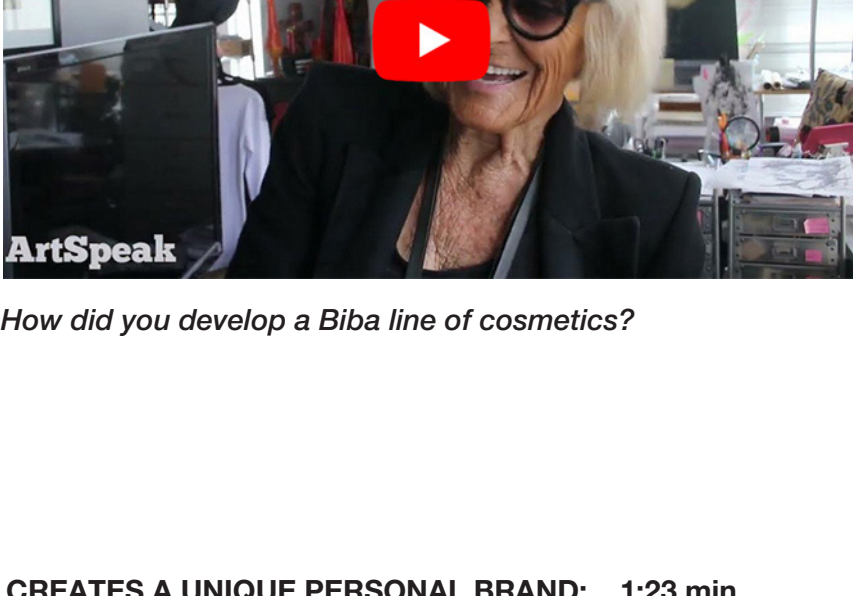 ArtSpeak
How did you develop a Biba line of cosmetics?
CREATES A UNIQUE PERSONAL BRAND: 1:23 min